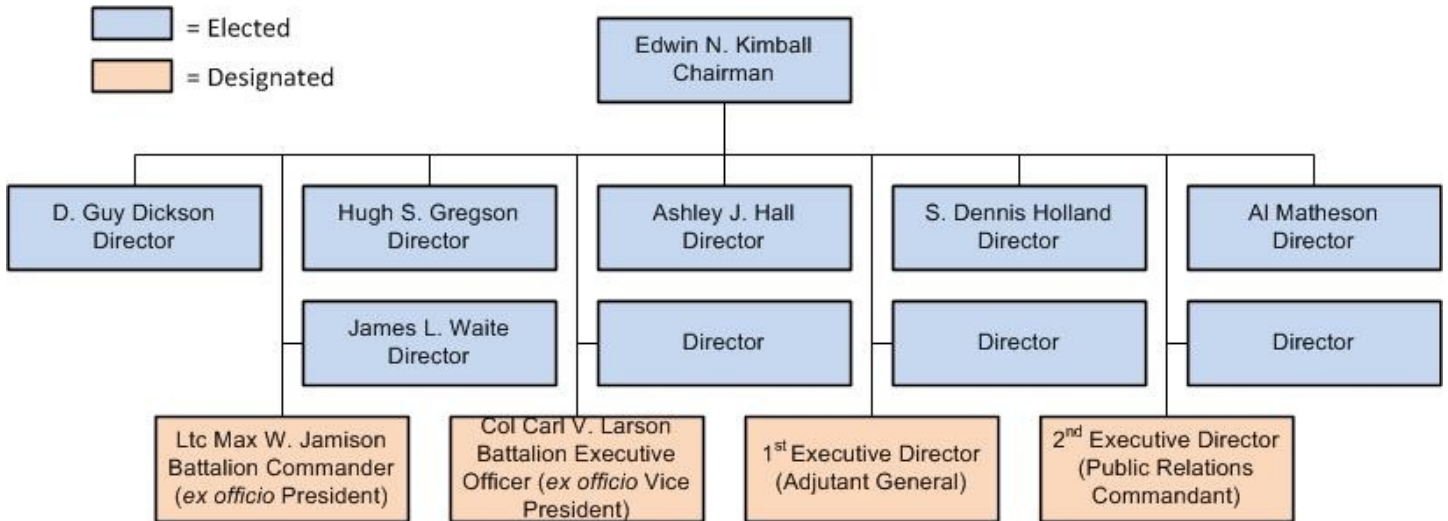 = Elected
= Designated
Edwin N. Kimball
Chairman
D. Guy Dickson
Director
Hugh S. Gregson
Director
Ashley J. Hall
Director
S. Dennis Holland
Director
Al Matheson
Director
James L. Waite
Director
Director
Director
Director
Ltc Max W. Jamison
Battalion Commander
(ex officio President)
Col Carl V. Larson
Battalion Executive
Officer (ex officio Vice
President)
1st Executive Director
(Adjutant General)
2nd Executive Director
(Public Relations
Commandant)